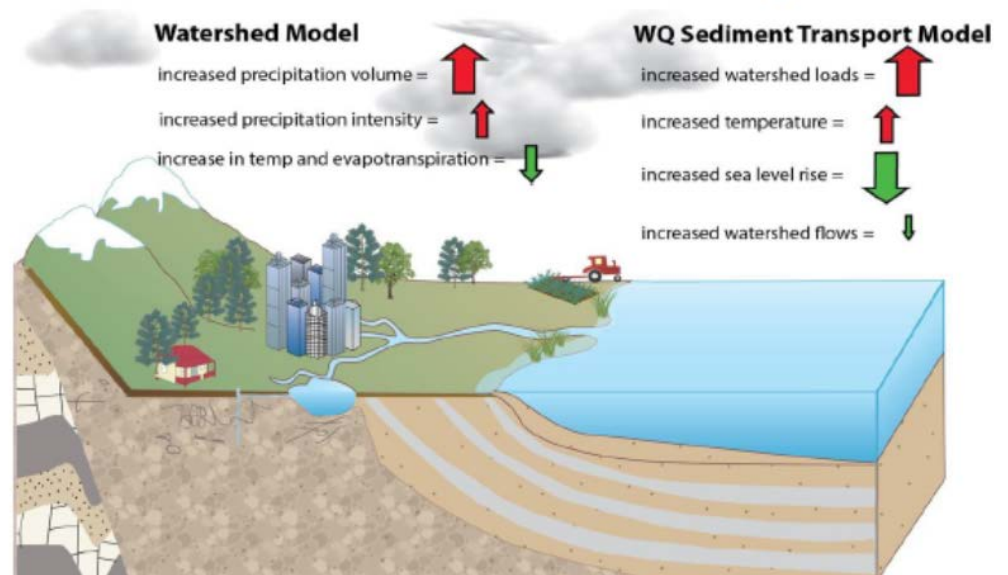 Watershed Model
increased precipitation volume =
increased precipitation intensity =
increase in temp and evapotranspiration =
WQ Sediment Transport Model
increased watershed loads =
increased temperature =
increased sea level rise =
increased watershed flows =